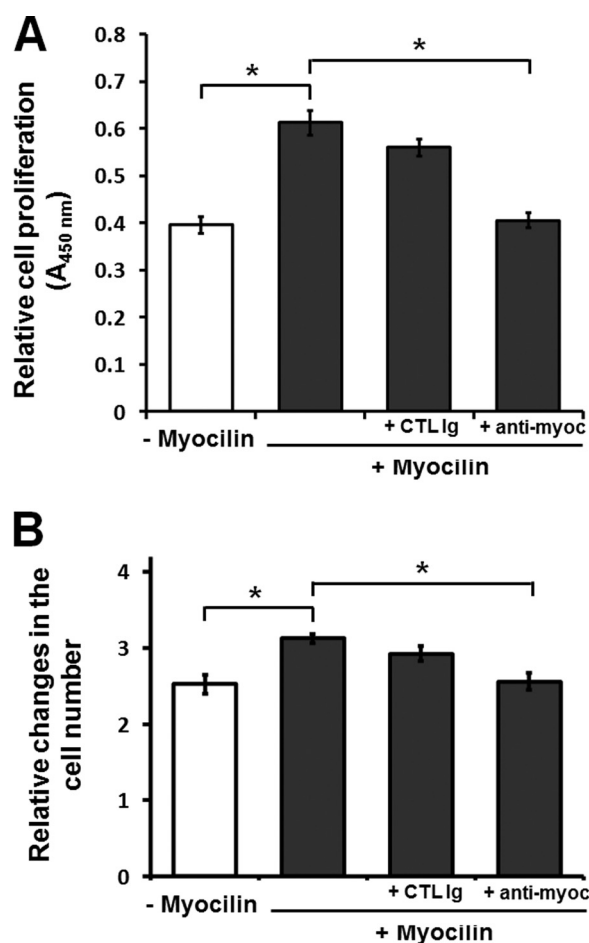 A
Relative cell proliferation
(A450 nm)
0.8
0.7
0.6
0.5
0.4
0.3
0.2
0.1
0
*
*
- Myocilin
+ CTL Ig
+ anti-myoc
+ Myocilin
B
Relative changes in the
cell number
4
3
2
1
0
*
*
- Myocilin
+ CTL Ig
+ anti-myoc
+ Myocilin